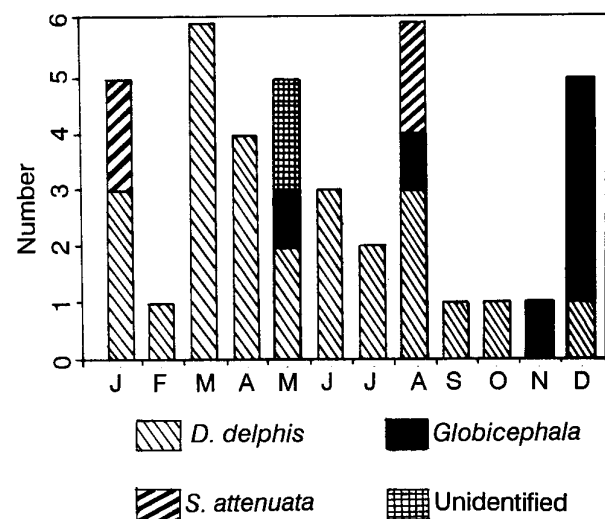 6
5
4
3
2
1
0
Number
J F M A M J J A S O N D
D. delphis Globicephala
S. attenuata Unidentified